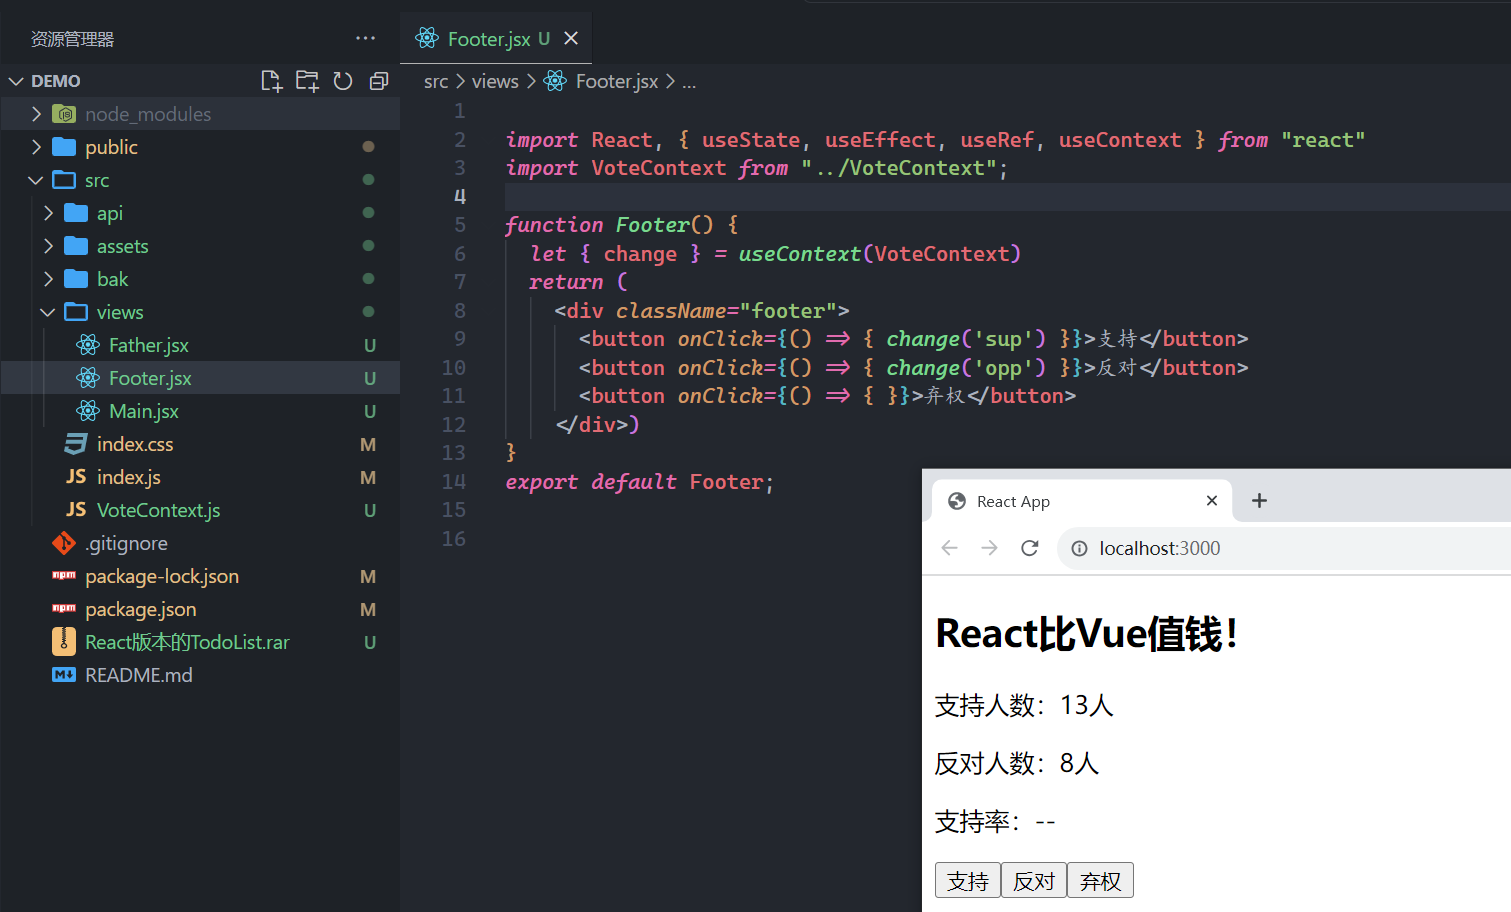 资源管理器 ···
DEMO
node_modules
public
src
api
assets
bak
views
Father.jsx U
Footer.jsx U
Main.jsx U
index.css M
JS index.js M
JS VoteContext.js U
.gitignore
npm package-lock.json M
npm package.json M
React版本的TodoList.rar U
M README.md
Footer.jsx U ×
src > views > Footer.jsx > ...
1
2 import React, { useState, useEffect, useRef, useContext } from "react"
3 import VoteContext from "../VoteContext";
4
5 function Footer() {
6 let { change } = useContext(VoteContext)
7 return (
8 <div className="footer">
9 <button onClick={() => { change('sup') }}>支持</button>
10 <button onClick={() => { change('opp') }}>反对</button>
11 <button onClick={() => { }}>弃权</button>
12 </div>)
13 }
14 export default Footer;
15
16
React App × +
localhost:3000
React比Vue值钱！
支持人数：13人
反对人数：8人
支持率：--
支持 反对 弃权